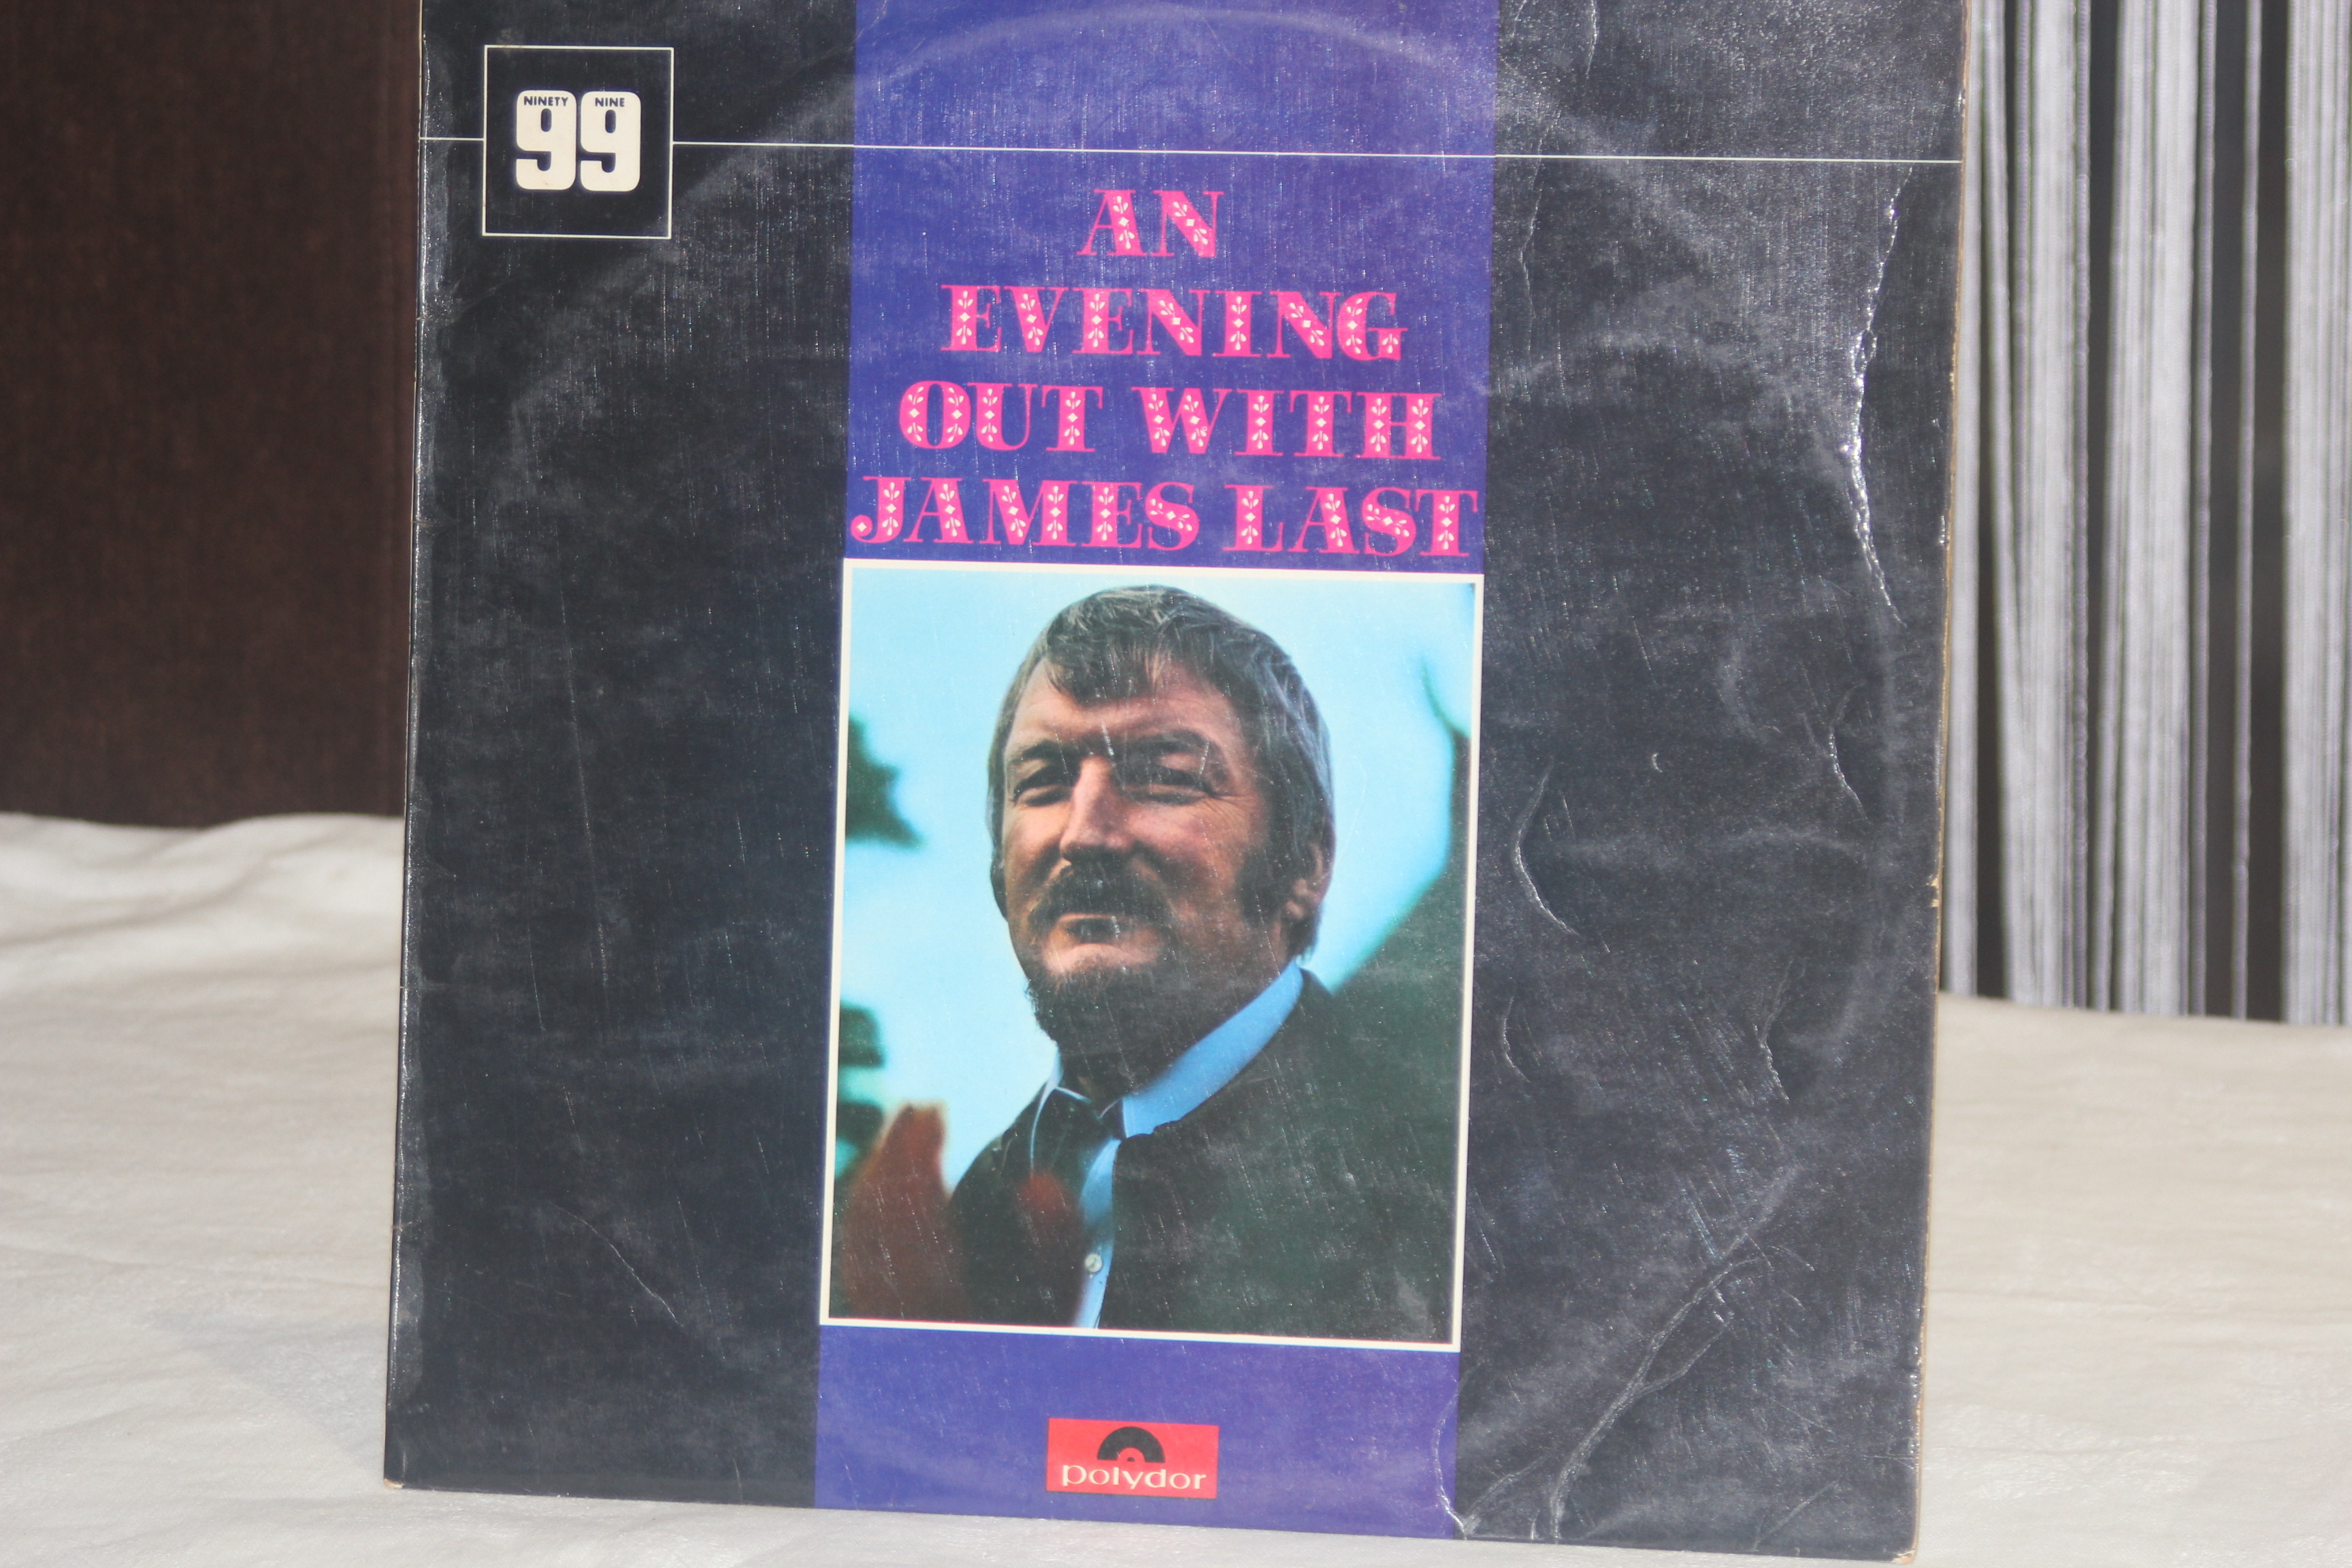 NINETY NINE
99
AN
EVENING
OUT WITH
JAMES LAST
polydor